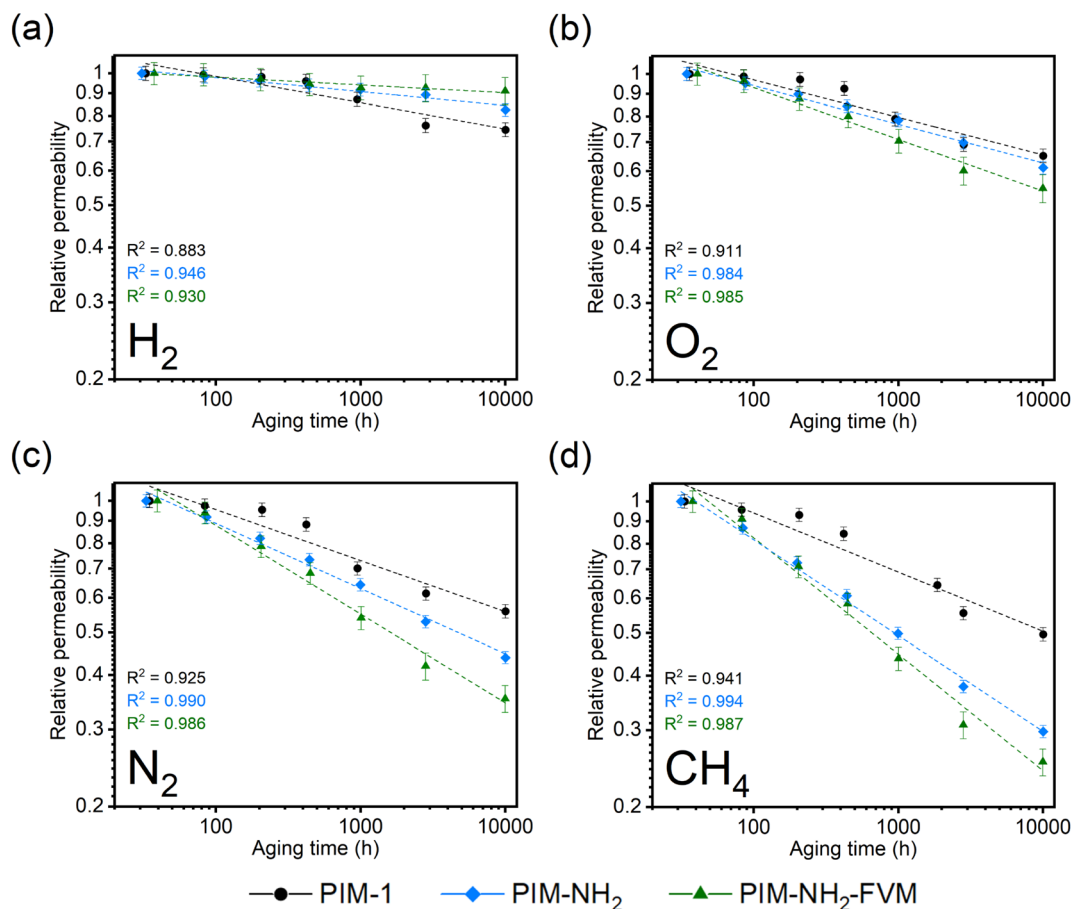 (a)
1
0.9
0.8
0.7
0.6
0.5
0.4
0.3
0.2
Relative permeability
R² = 0.883
R² = 0.946
R² = 0.930
H₂
100
1000
10000
Aging time (h)
(b)
1
0.9
0.8
0.7
0.6
0.5
0.4
0.3
0.2
Relative permeability
R² = 0.911
R² = 0.984
R² = 0.985
O₂
100
1000
10000
Aging time (h)
(c)
1
0.9
0.8
0.7
0.6
0.5
0.4
0.3
0.2
Relative permeability
R² = 0.925
R² = 0.990
R² = 0.986
N₂
100
1000
10000
Aging time (h)
(d)
1
0.9
0.8
0.7
0.6
0.5
0.4
0.3
0.2
Relative permeability
R² = 0.941
R² = 0.994
R² = 0.987
CH₄
100
1000
10000
Aging time (h)
PIM-1
PIM-NH₂
PIM-NH₂-FVM